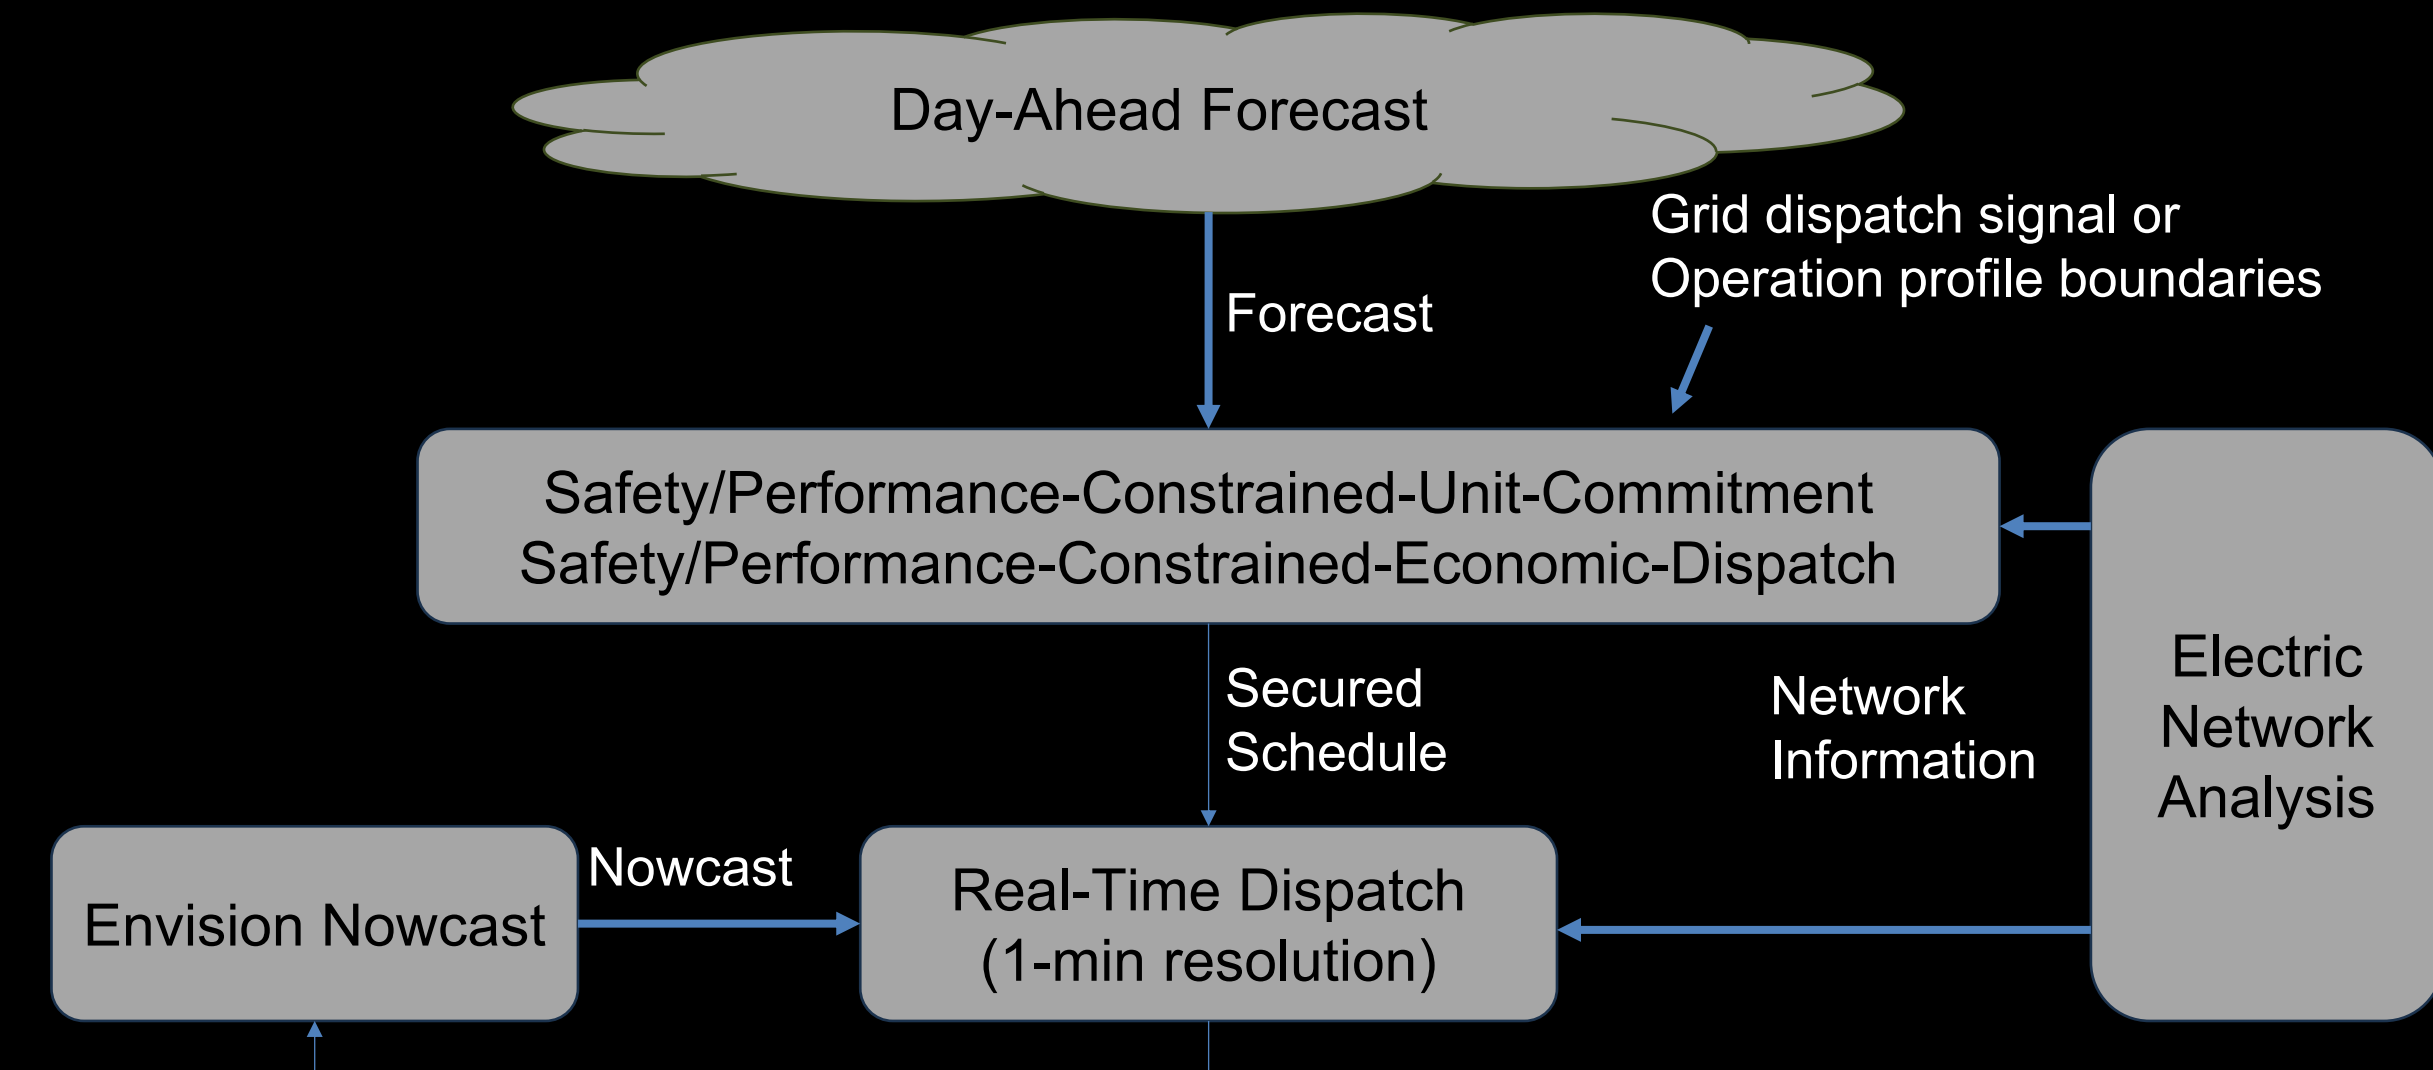 Day-Ahead Forecast
Grid dispatch signal or
Operation profile boundaries
Forecast
Safety/Performance-Constrained-Unit-Commitment
Safety/Performance-Constrained-Economic-Dispatch
Secured
Schedule
Network
Information
Electric
Network
Analysis
Nowcast
Envision Nowcast
Real-Time Dispatch
(1-min resolution)